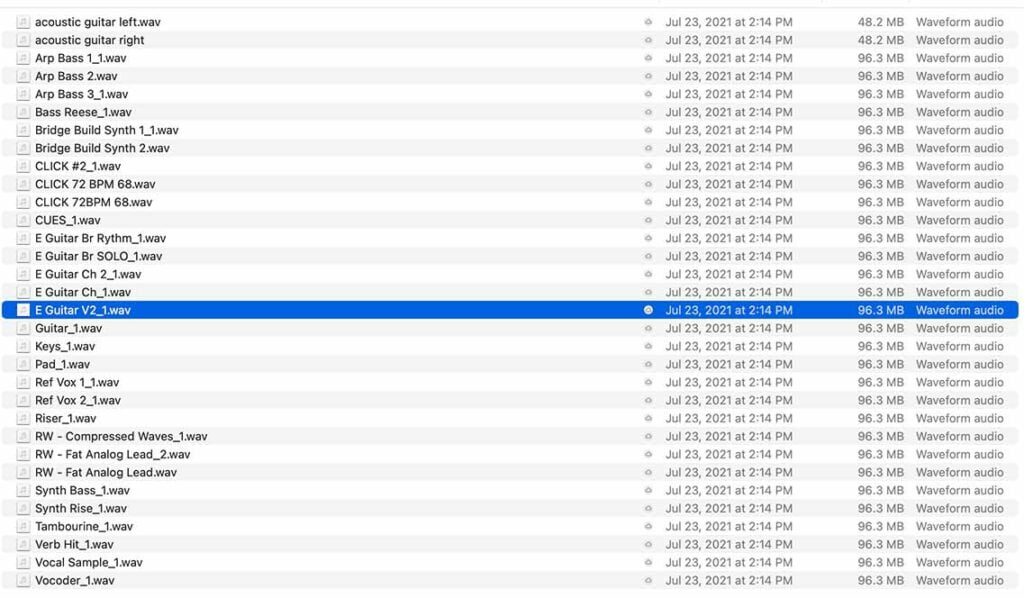 acoustic guitar left.wav Jul 23, 2021 at 2:14 PM 48.2 MB Waveform audio
acoustic guitar right Jul 23, 2021 at 2:14 PM 48.2 MB Waveform audio
Arp Bass 1_1.wav Jul 23, 2021 at 2:14 PM 96.3 MB Waveform audio
Arp Bass 2.wav Jul 23, 2021 at 2:14 PM 96.3 MB Waveform audio
Arp Bass 3_1.wav Jul 23, 2021 at 2:14 PM 96.3 MB Waveform audio
Bass Reese_1.wav Jul 23, 2021 at 2:14 PM 96.3 MB Waveform audio
Bridge Build Synth 1_1.wav Jul 23, 2021 at 2:14 PM 96.3 MB Waveform audio
Bridge Build Synth 2.wav Jul 23, 2021 at 2:14 PM 96.3 MB Waveform audio
CLICK #2_1.wav Jul 23, 2021 at 2:14 PM 96.3 MB Waveform audio
CLICK 72 BPM 68.wav Jul 23, 2021 at 2:14 PM 96.3 MB Waveform audio
CLICK 72BPM 68.wav Jul 23, 2021 at 2:14 PM 96.3 MB Waveform audio
CUES_1.wav Jul 23, 2021 at 2:14 PM 96.3 MB Waveform audio
E Guitar Br Rythm_1.wav Jul 23, 2021 at 2:14 PM 96.3 MB Waveform audio
E Guitar Br SOLO_1.wav Jul 23, 2021 at 2:14 PM 96.3 MB Waveform audio
E Guitar Ch 2_1.wav Jul 23, 2021 at 2:14 PM 96.3 MB Waveform audio
E Guitar Ch_1.wav Jul 23, 2021 at 2:14 PM 96.3 MB Waveform audio
E Guitar V2_1.wav Jul 23, 2021 at 2:14 PM 96.3 MB Waveform audio
Guitar_1.wav Jul 23, 2021 at 2:14 PM 96.3 MB Waveform audio
Keys_1.wav Jul 23, 2021 at 2:14 PM 96.3 MB Waveform audio
Pad_1.wav Jul 23, 2021 at 2:14 PM 96.3 MB Waveform audio
Ref Vox 1_1.wav Jul 23, 2021 at 2:14 PM 96.3 MB Waveform audio
Ref Vox 2_1.wav Jul 23, 2021 at 2:14 PM 96.3 MB Waveform audio
Riser_1.wav Jul 23, 2021 at 2:14 PM 96.3 MB Waveform audio
RW - Compressed Waves_1.wav Jul 23, 2021 at 2:14 PM 96.3 MB Waveform audio
RW - Fat Analog Lead_2.wav Jul 23, 2021 at 2:14 PM 96.3 MB Waveform audio
RW - Fat Analog Lead.wav Jul 23, 2021 at 2:14 PM 96.3 MB Waveform audio
Synth Bass_1.wav Jul 23, 2021 at 2:14 PM 96.3 MB Waveform audio
Synth Rise_1.wav Jul 23, 2021 at 2:14 PM 96.3 MB Waveform audio
Tambourine_1.wav Jul 23, 2021 at 2:14 PM 96.3 MB Waveform audio
Verb Hit_1.wav Jul 23, 2021 at 2:14 PM 96.3 MB Waveform audio
Vocal Sample_1.wav Jul 23, 2021 at 2:14 PM 96.3 MB Waveform audio
Vocoder_1.wav Jul 23, 2021 at 2:14 PM 96.3 MB Waveform audio